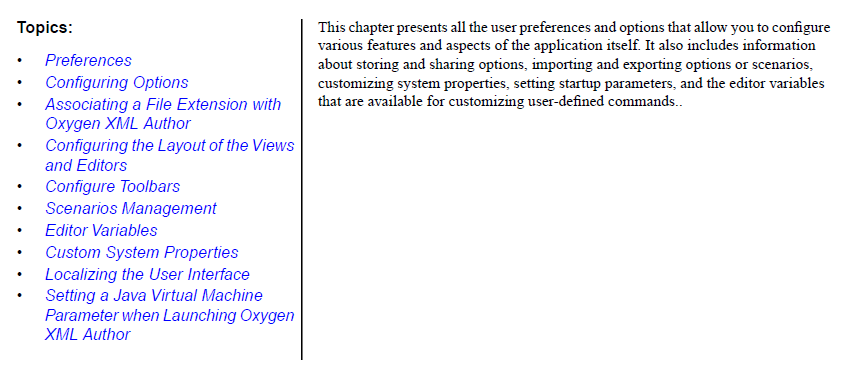 Topics:
• Preferences
• Configuring Options
• Associating a File Extension with
Oxygen XML Author
• Configuring the Layout of the Views
and Editors
• Configure Toolbars
• Scenarios Management
• Editor Variables
• Custom System Properties
• Localizing the User Interface
• Setting a Java Virtual Machine
Parameter when Launching Oxygen
XML Author
This chapter presents all the user preferences and options that allow you to configure
various features and aspects of the application itself. It also includes information
about storing and sharing options, importing and exporting options or scenarios,
customizing system properties, setting startup parameters, and the editor variables
that are available for customizing user-defined commands..